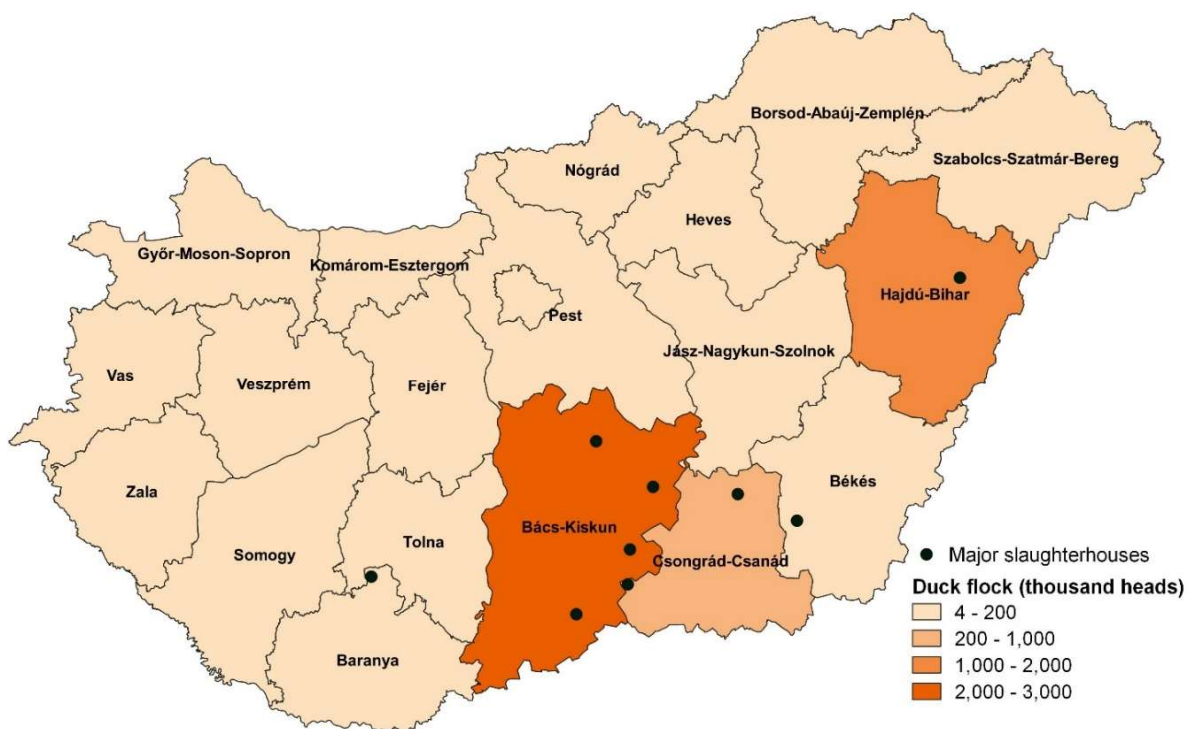 Borsod-Abaúj-Zemplén
Szabolcs-Szatmár-Bereg
Nógrád
Heves
Győr-Moson-Sopron
Komárom-Esztergom
Hajdú-Bihar
Pest
Jász-Nagykun-Szolnok
Vas
Veszprém
Fejér
Békés
Zala
Bács-Kiskun
Tolna
Somogy
Csongrád-Csanád
Baranya
Major slaughterhouses
Duck flock (thousand heads)
4 - 200
200 - 1,000
1,000 - 2,000
2,000 - 3,000